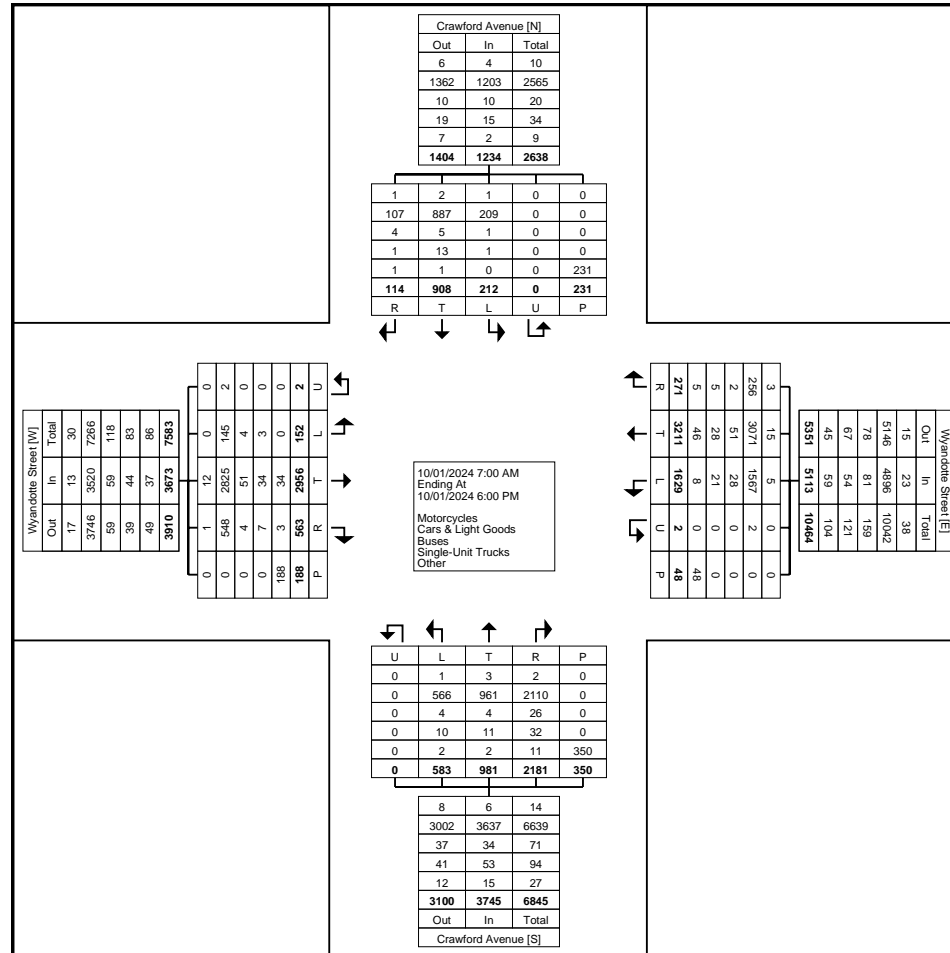 Crawford Avenue [N]
Out In Total
6 4 10
1362 1203 2565
10 10 20
19 15 34
7 2 9
1404 1234 2638
1 2 1 0 0
107 887 209 0 0
4 5 1 0 0
1 13 1 0 0
1 1 0 0 231
114 908 212 0 231
R T L U P
U L T R P
2 152 2956 563 188
0 0 34 3 188
0 3 34 7 0
0 4 51 4 0
2 145 2825 548 0
0 0 12 1 0
7583 3673 3910
86 37 49
83 44 39
118 59 59
7266 3520 3746
30 13 17
Total In Out
Wyandotte Street [W]
10/01/2024 7:00 AM
Ending At
10/01/2024 6:00 PM
Motorcycles
Cars & Light Goods
Buses
Single-Unit Trucks
Other
Wyandotte Street [E]
Out In Total
15 23 38
5146 4896 10042
78 81 159
67 54 121
45 59 104
5351 5113 10464
3 15 5 0 0
256 3071 1567 2 0
2 51 28 0 0
5 28 21 0 0
5 46 8 0 48
271 3211 1629 2 48
R T L U P
U L T R P
0 1 3 2 0
0 566 961 2110 0
0 4 4 26 0
0 10 11 32 0
0 2 2 11 350
0 583 981 2181 350
8 6 14
3002 3637 6639
37 34 71
41 53 94
12 15 27
3100 3745 6845
Out In Total
Crawford Avenue [S]